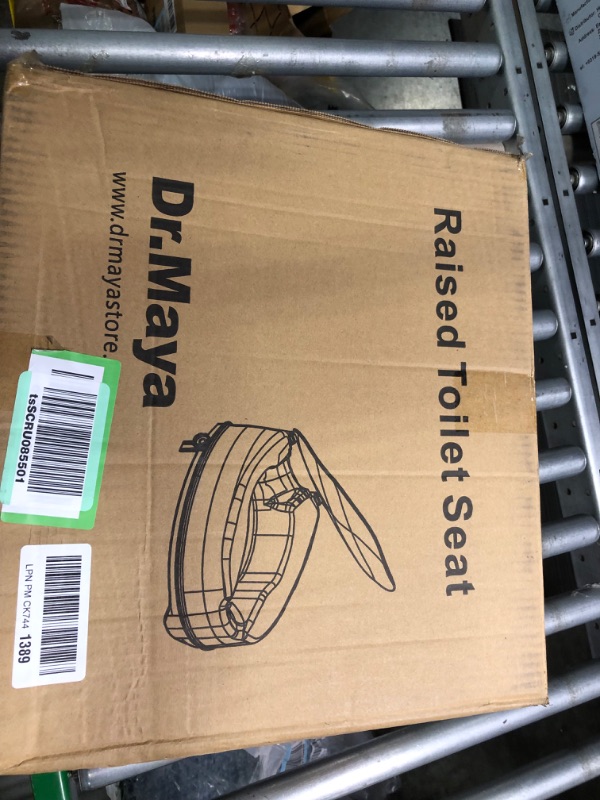 Raised Toilet Seat
Dr.Maya
www.drmayastore.
tsSCRU085501
LPN PM CK744 1389